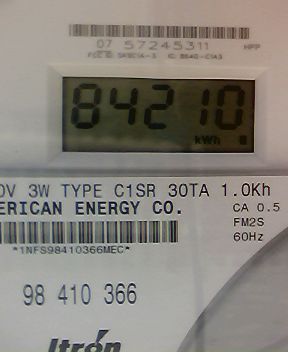 07 57245311
84210
kWh
0V 3W TYPE C1SR 30TA 1.0Kh
ERICAN ENERGY CO.
CA 0.5
FM2S
60Hz
*1NFS98410366MEC*
98 410 366
Itrón